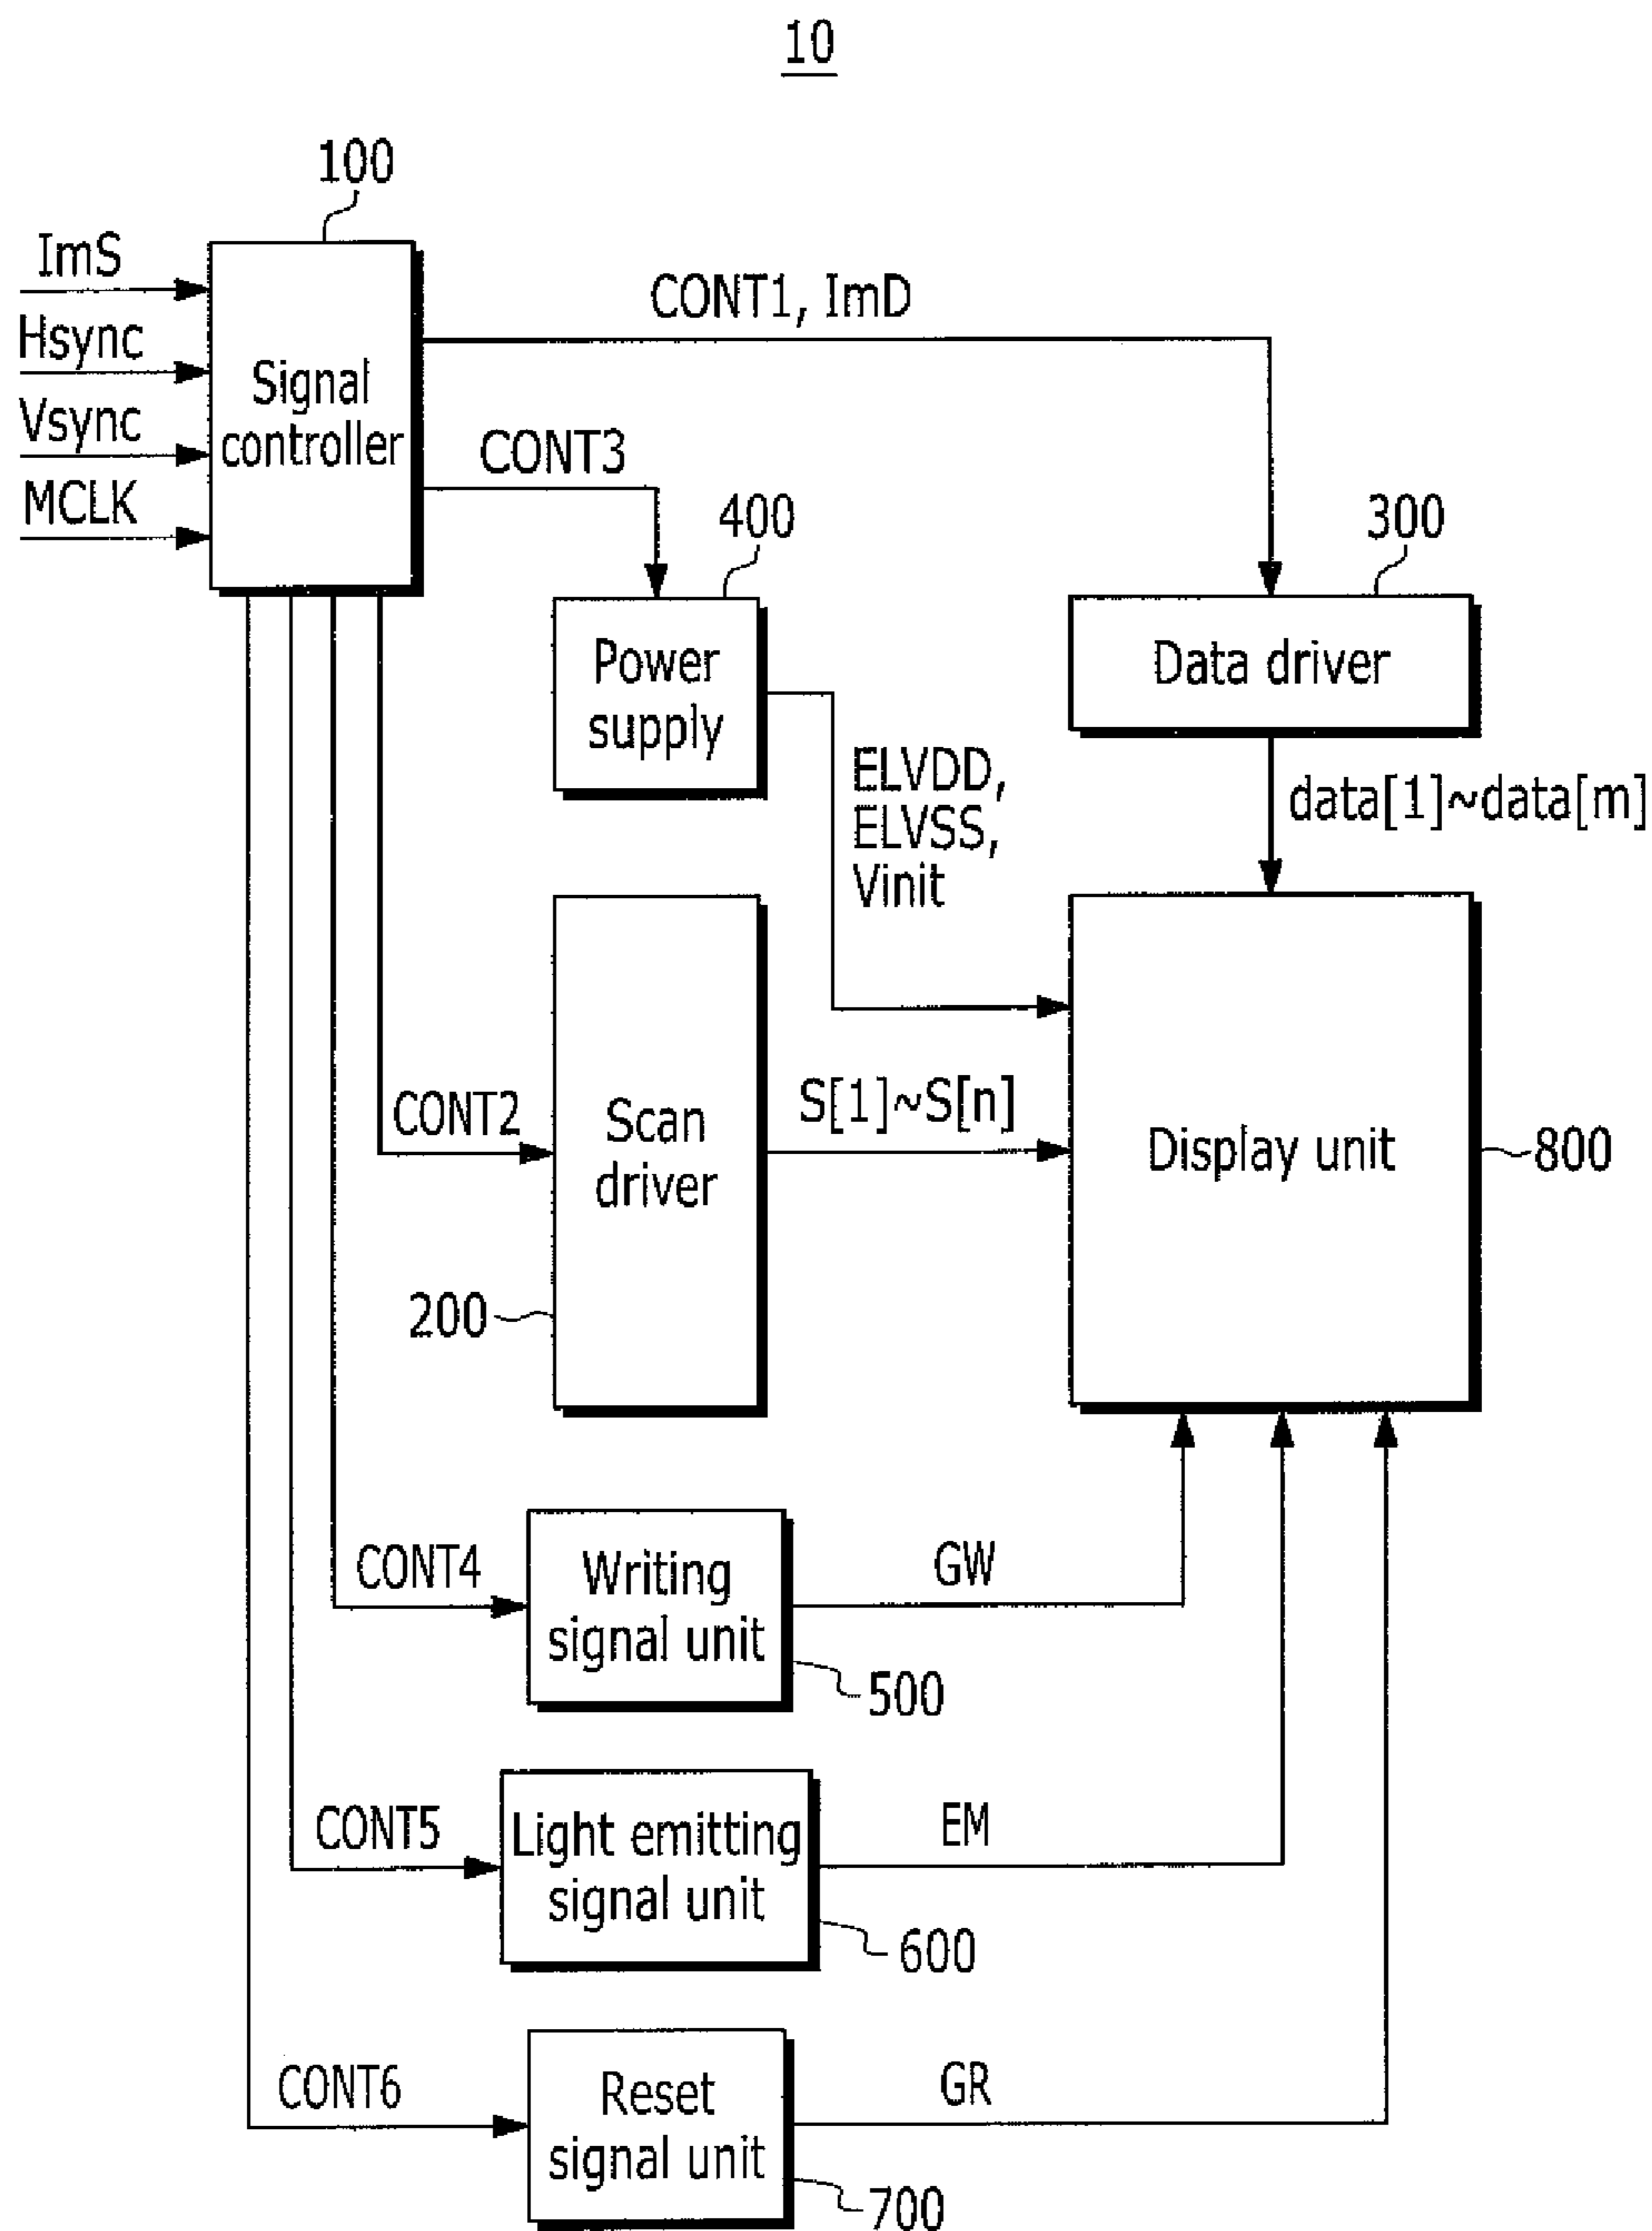 10
100
ImS
Hsync
Vsync
MCLK
Signal
controller
CONT1, ImD
CONT3
400
300
Power
supply
Data driver
ELVDD,
ELVSS,
Vinit
data[1]~data[m]
CONT2
Scan
driver
S[1]~S[n]
Display unit
800
200
CONT4
Writing
signal unit
GW
500
CONT5
Light emitting
signal unit
EM
600
CONT6
Reset
signal unit
GR
700